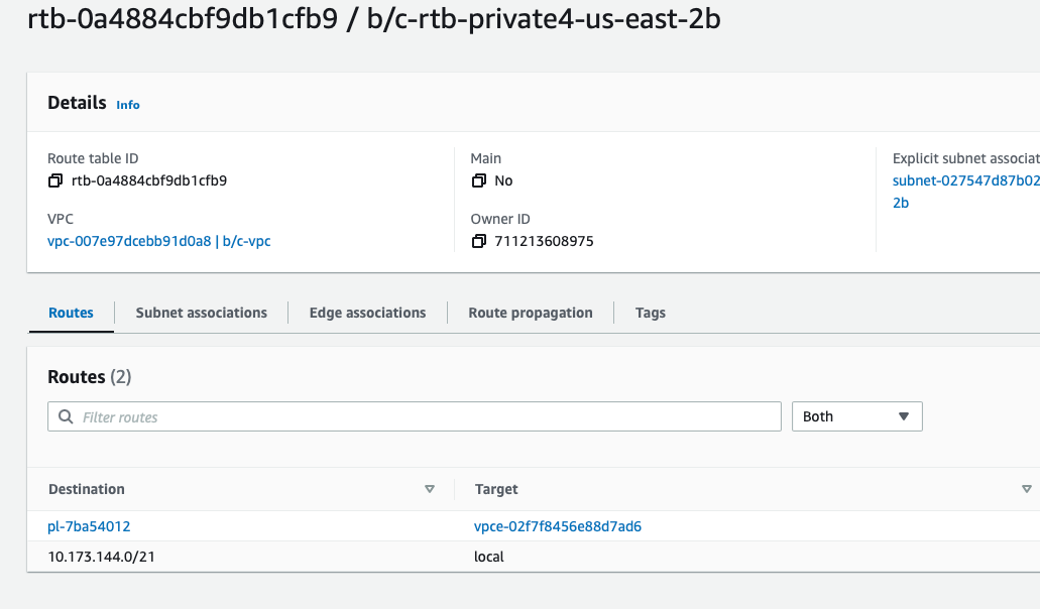 rtb-0a4884cbf9db1cfb9 / b/c-rtb-private4-us-east-2b
Details Info
Route table ID
rtb-0a4884cbf9db1cfb9
Main
No
Explicit subnet associat
subnet-027547d87b02
2b
VPC
vpc-007e97dcebb91d0a8 | b/c-vpc
Owner ID
711213608975
Routes
Subnet associations
Edge associations
Route propagation
Tags
Routes (2)
Filter routes
Both
Destination
Target
pl-7ba54012
vpce-02f7f8456e88d7ad6
10.173.144.0/21
local